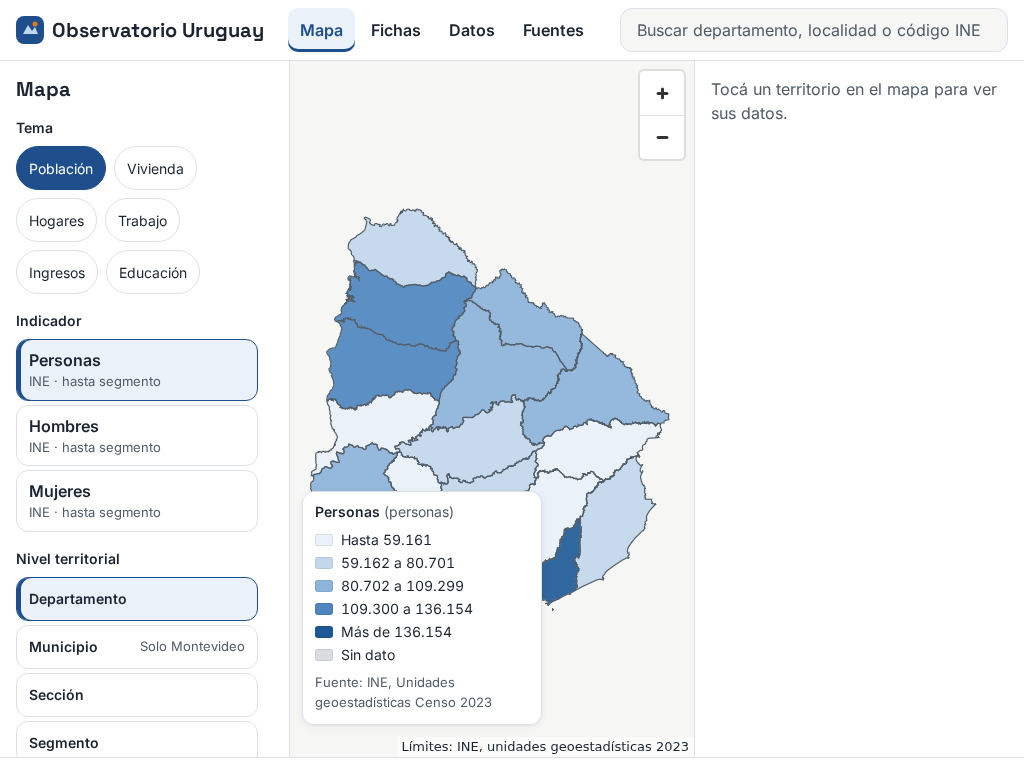 Observatorio Uruguay
Mapa
Fichas
Datos
Fuentes
Buscar departamento, localidad o código INE
Mapa
Tema
Población
Vivienda
Hogares
Trabajo
Ingresos
Educación
Indicador
Personas
INE · hasta segmento
Hombres
INE · hasta segmento
Mujeres
INE · hasta segmento
Nivel territorial
Departamento
Municipio Solo Montevideo
Sección
Segmento
+
−
Personas (personas)
Hasta 59.161
59.162 a 80.701
80.702 a 109.299
109.300 a 136.154
Más de 136.154
Sin dato
Fuente: INE, Unidades
geoestadísticas Censo 2023
Límites: INE, unidades geoestadísticas 2023
Tocá un territorio en el mapa para ver
sus datos.